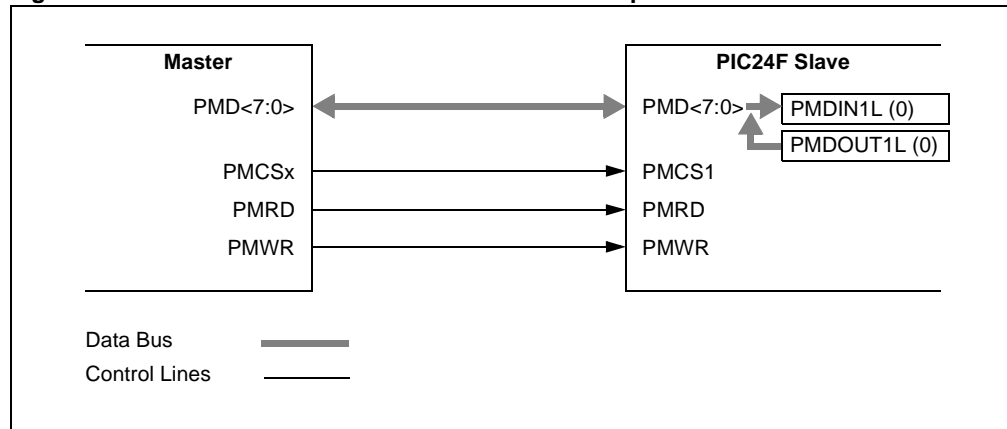 Master
PIC24F Slave
PMD<7:0>
PMD<7:0>
PMDIN1L (0)
PMDOUT1L (0)
PMCSx
PMCS1
PMRD
PMRD
PMWR
PMWR
Data Bus
Control Lines